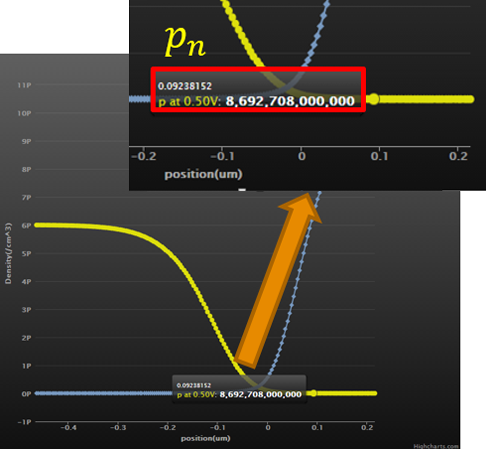 pn
0.09238152
p at 0.50V: 8,692,708,000,000
-0.2 -0.1 0 0.1 0.2
position(um)
11P
10P
9P
8P
7P
6P
5P
4P
3P
2P
1P
0P
-1P
Density(/cm^3)
0.09238152
p at 0.50V: 8,692,708,000,000
-0.4 -0.3 -0.2 -0.1 0 0.1 0.2
position(um)
Highcharts.com